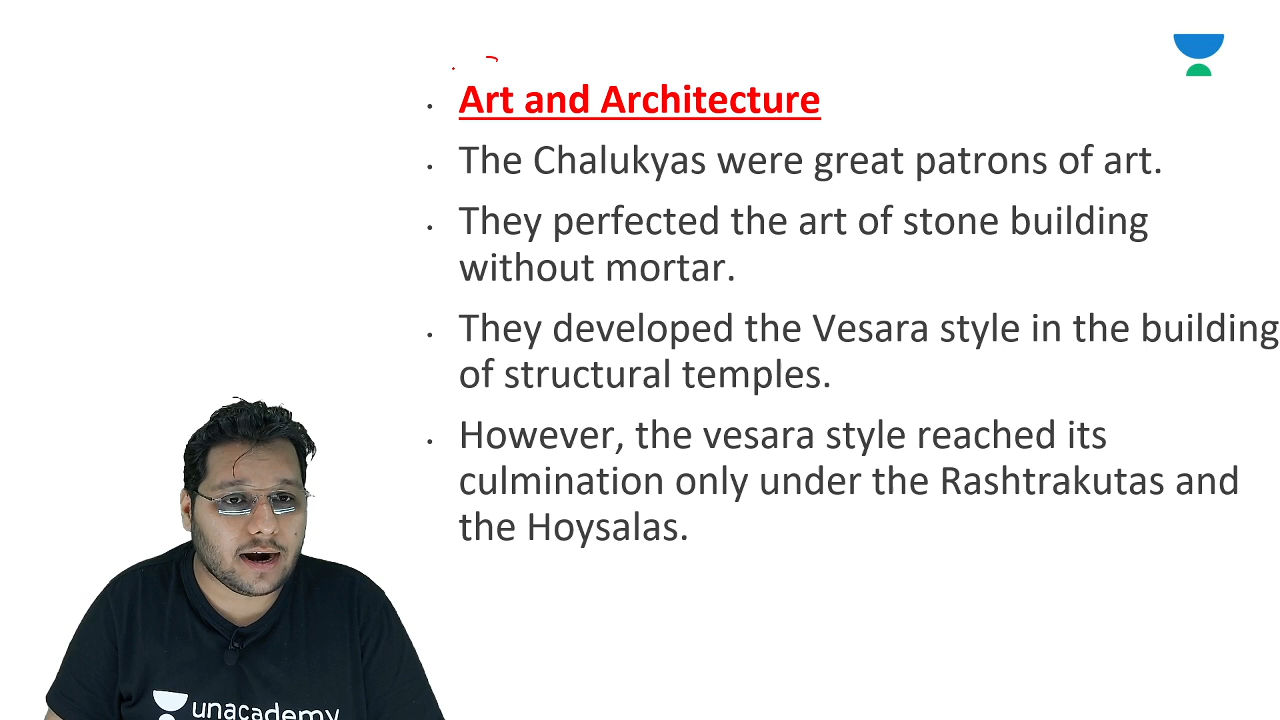 Art and Architecture
The Chalukyas were great patrons of art.
They perfected the art of stone building
without mortar.
They developed the Vesara style in the building
of structural temples.
However, the vesara style reached its
culmination only under the Rashtrakutas and
the Hoysalas.
unacademy